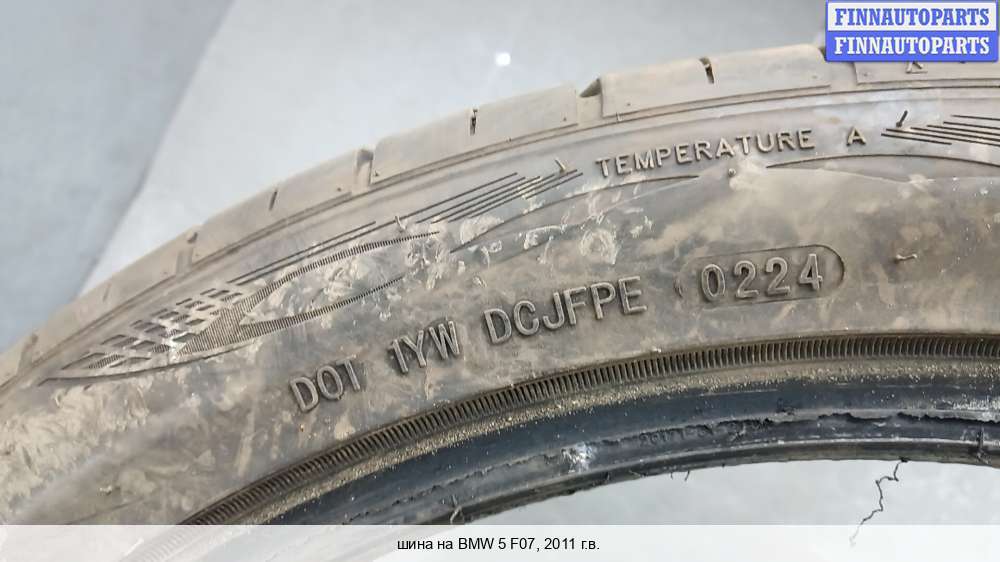 FINNAUTOPARTS
FINNAUTOPARTS
TEMPERATURE A
DOT 1YW DCJFPE 0224
шина на BMW 5 F07, 2011 г.в.